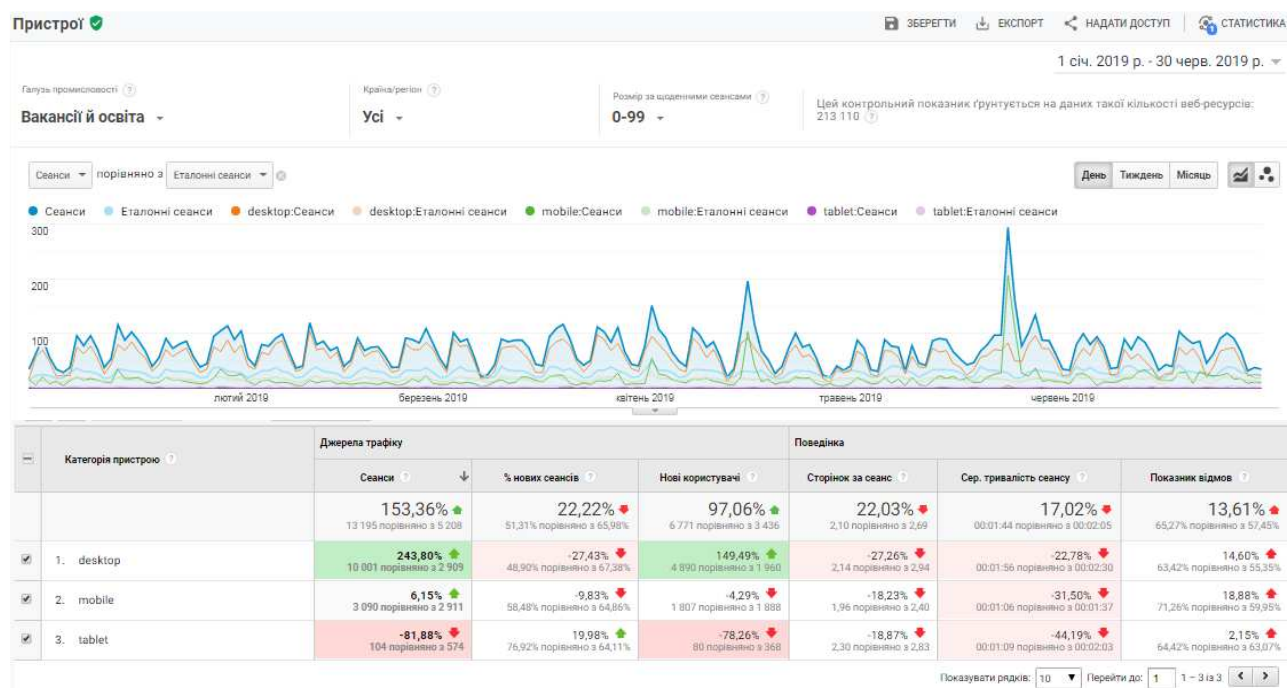 Пристрої
ЗБЕРЕГТИ ЕКСПОРТ НАДАТИ ДОСТУП 1 СТАТИСТИКА
1 січ. 2019 р. - 30 черв. 2019 р.
Галузь промисловості ? Країна/регіон ? Розмір за щоденними сеансами ?
Вакансії й освіта Усі 0-99
Цей контрольний показник ґрунтується на даних такої кількості веб-ресурсів:
213 110 ?
Сеанси порівняно з Еталонні сеанси День Тиждень Місяць
Сеанси Еталонні сеанси desktop:Сеанси desktop:Еталонні сеанси mobile:Сеанси mobile:Еталонні сеанси tablet:Сеанси tablet:Еталонні сеанси
300
200
100
лютий 2019 березень 2019 квітень 2019 травень 2019 червень 2019
Категорія пристрою ? Джерела трафіку Поведінка
Сеанси ? % нових сеансів ? Нові користувачі ? Сторінок за сеанс ? Сер. тривалість сеансу ? Показник відмов ?
153,36% 22,22% 97,06% 22,03% 17,02% 13,61%
13 195 порівняно з 5 208 51,31% порівняно з 65,98% 6 771 порівняно з 3 436 2,10 порівняно з 2,69 00:01:44 порівняно з 00:02:05 65,27% порівняно з 57,45%
1. desktop 243,80% -27,43% 149,49% -27,26% -22,78% 14,60%
10 001 порівняно з 2 909 48,90% порівняно з 67,38% 4 890 порівняно з 1 960 2,14 порівняно з 2,94 00:01:56 порівняно з 00:02:30 63,42% порівняно з 55,35%
2. mobile 6,15% -9,83% -4,29% -18,23% -31,50% 18,88%
3 090 порівняно з 2 911 58,48% порівняно з 64,86% 1 807 порівняно з 1 888 1,96 порівняно з 2,40 00:01:06 порівняно з 00:01:37 71,26% порівняно з 59,95%
3. tablet -81,88% 19,98% -78,26% -18,87% -44,19% 2,15%
104 порівняно з 574 76,92% порівняно з 64,11% 80 порівняно з 368 2,30 порівняно з 2,83 00:01:09 порівняно з 00:02:03 64,42% порівняно з 63,07%
Показувати рядків: 10 Перейти до: 1 1 – 3 із 3